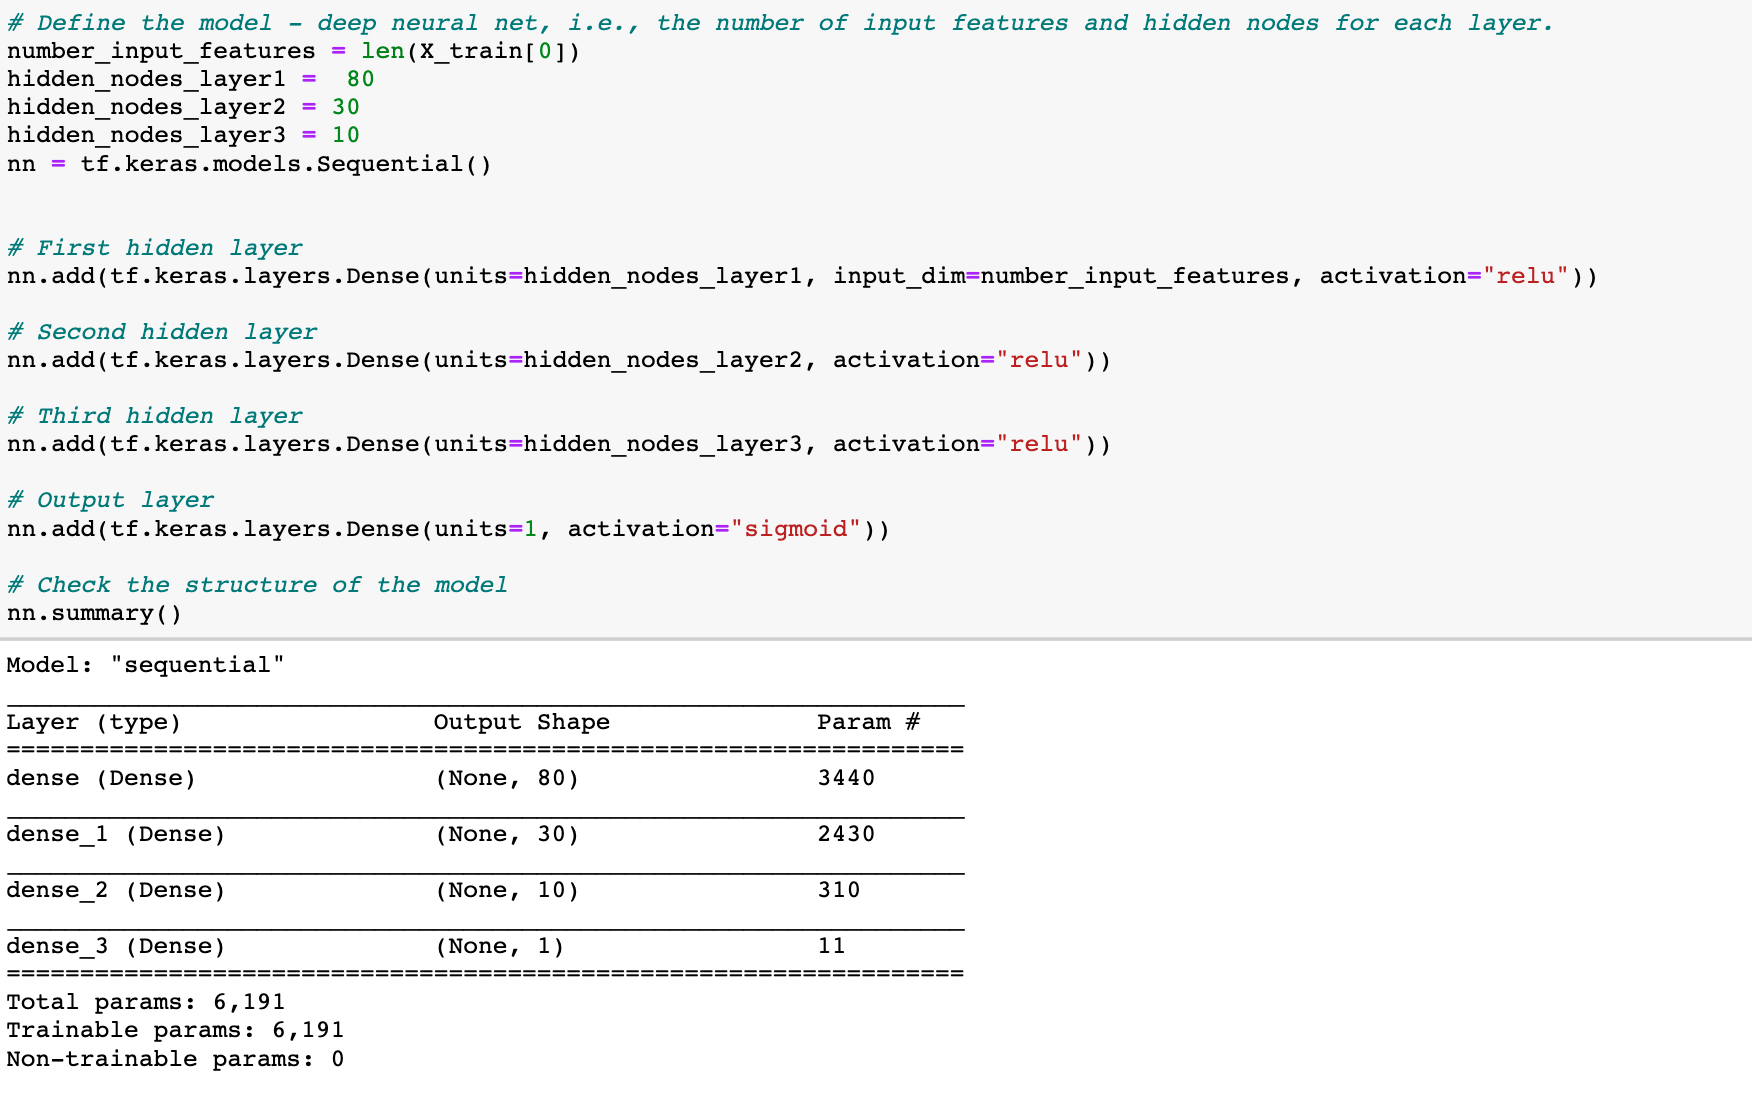 # Define the model – deep neural net, i.e., the number of input features and hidden nodes for each layer.
number_input_features = len(X_train[0])
hidden_nodes_layer1 =  80
hidden_nodes_layer2 = 30
hidden_nodes_layer3 = 10
nn = tf.keras.models.Sequential()
# First hidden layer
nn.add(tf.keras.layers.Dense(units=hidden_nodes_layer1, input_dim=number_input_features, activation="relu"))
# Second hidden layer
nn.add(tf.keras.layers.Dense(units=hidden_nodes_layer2, activation="relu"))
# Third hidden layer
nn.add(tf.keras.layers.Dense(units=hidden_nodes_layer3, activation="relu"))
# Output layer
nn.add(tf.keras.layers.Dense(units=1, activation="sigmoid"))
# Check the structure of the model
nn.summary()
Model: "sequential"
_________________________________________________________________
Layer (type)                 Output Shape              Param #
=================================================================
dense (Dense)                (None, 80)                3440
_________________________________________________________________
dense_1 (Dense)              (None, 30)                2430
_________________________________________________________________
dense_2 (Dense)              (None, 10)                310
_________________________________________________________________
dense_3 (Dense)              (None, 1)                 11
=================================================================
Total params: 6,191
Trainable params: 6,191
Non-trainable params: 0